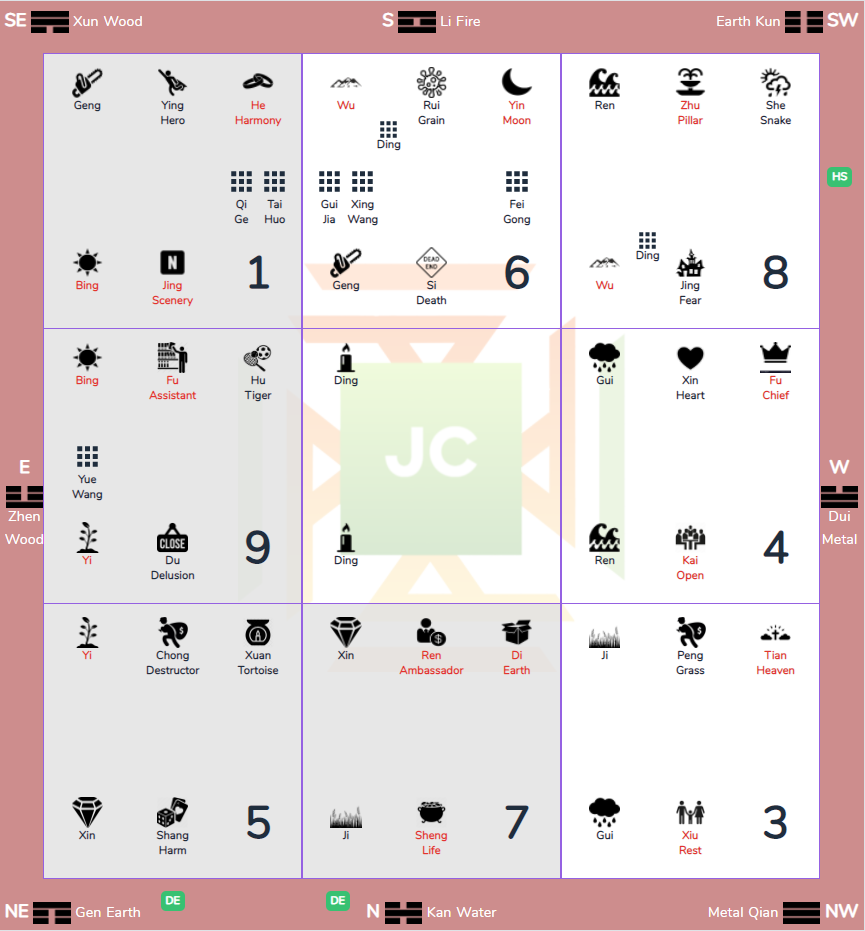 SE Xun Wood S Li Fire Earth Kun SW
Geng Ying Hero He Harmony
Qi Ge Tai Huo
Bing N Jing Scenery 1
Wu Rui Grain Yin Moon
Ding
Gui Jia Xing Wang Fei Gong
Geng DEAD END Si Death 6
Ren Zhu Pillar She Snake
HS
Ding
Wu Jing Fear 8
Bing Fu Assistant Hu Tiger
Yue Wang
Yi CLOSE Du Delusion 9
Ding
JC
Ding
Gui Xin Heart Fu Chief
Ren Kai Open 4
E
Zhen
Wood
W
Dui
Metal
Yi Chong Destructor A Xuan Tortoise
Xin Shang Harm 5
Xin Ren Ambassador Di Earth
Ji Sheng Life 7
Ji Peng Grass Tian Heaven
Gui Xiu Rest 3
NE Gen Earth DE DE N Kan Water Metal Qian NW